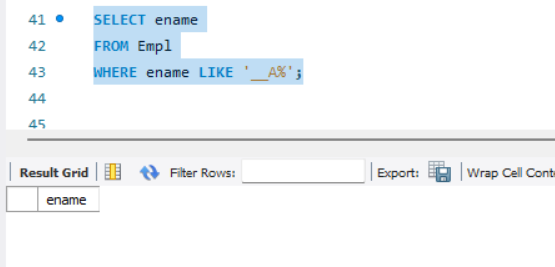 41 SELECT ename
42 FROM Empl
43 WHERE ename LIKE '__A%';
44
45
Result Grid Filter Rows: Export: Wrap Cell Conte
ename